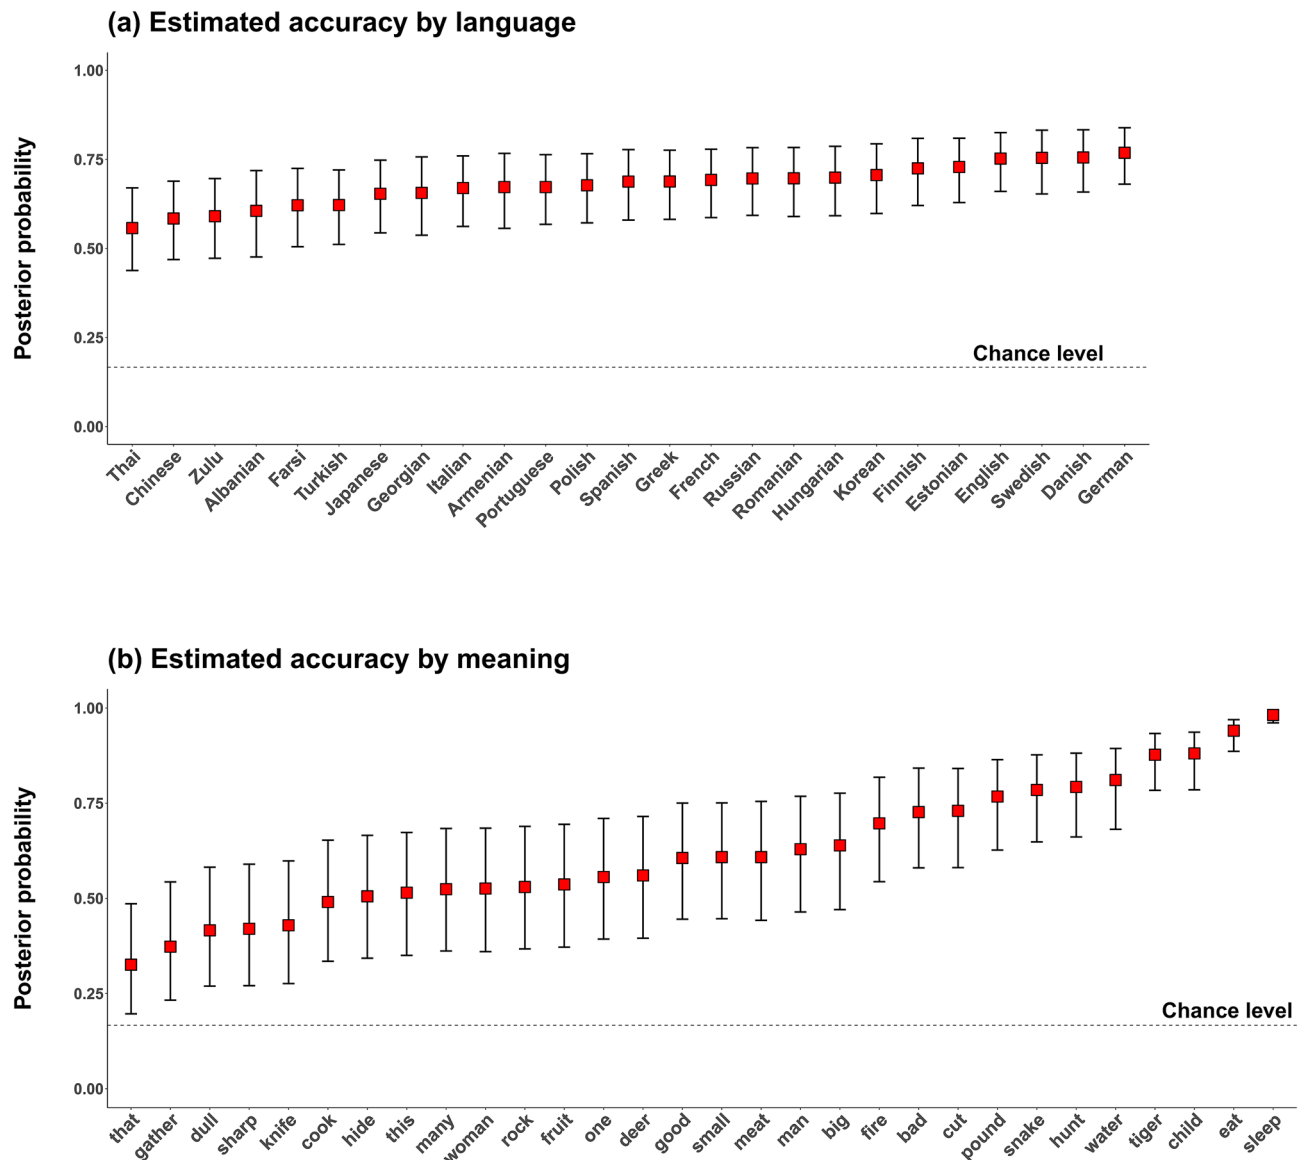 (a) Estimated accuracy by language
Posterior probability
1.00
0.75
0.50
0.25
0.00
Chance level
Thai
Chinese
Zulu
Albanian
Farsi
Turkish
Japanese
Georgian
Italian
Armenian
Portuguese
Polish
Spanish
Greek
French
Russian
Romanian
Hungarian
Korean
Finnish
Estonian
English
Swedish
Danish
German
(b) Estimated accuracy by meaning
Posterior probability
1.00
0.75
0.50
0.25
0.00
Chance level
that
gather
dull
sharp
knife
cook
hide
this
many
woman
rock
fruit
one
deer
good
small
meat
man
big
fire
bad
cut
pound
snake
hunt
water
tiger
child
eat
sleep